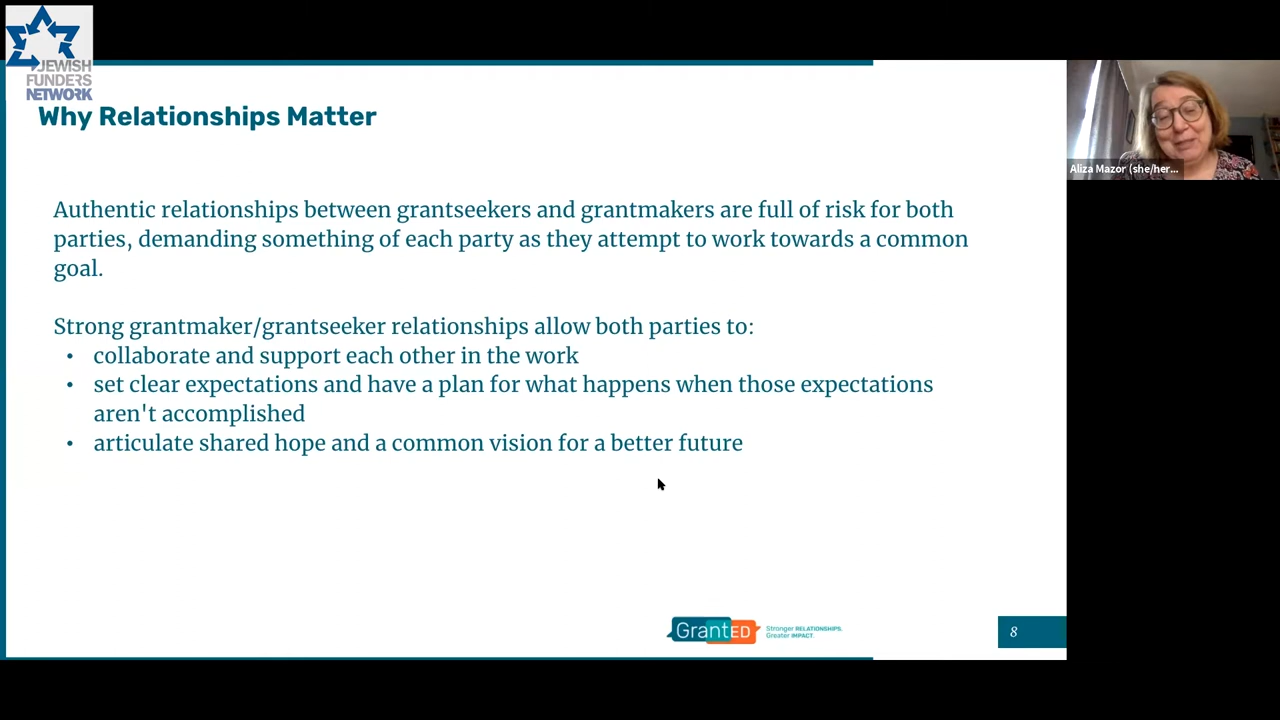 JEWISH
FUNDERS
NETWORK
Why Relationships Matter
Aliza Mazor (she/her...
Authentic relationships between grantseekers and grantmakers are full of risk for both
parties, demanding something of each party as they attempt to work towards a common
goal.
Strong grantmaker/grantseeker relationships allow both parties to:
• collaborate and support each other in the work
• set clear expectations and have a plan for what happens when those expectations
aren't accomplished
• articulate shared hope and a common vision for a better future
GrantED
Stronger RELATIONSHIPS.
Greater IMPACT.
8